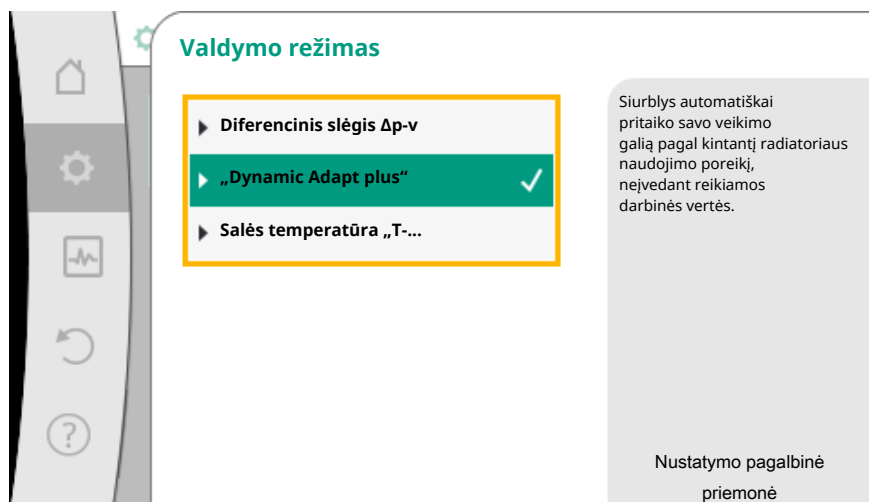 Valdymo režimas
Diferencinis slėgis Δp-v
„Dynamic Adapt plus“
Salės temperatūra „T-...
Siurblys automatiškai
pritaiko savo veikimo
galią pagal kintantį radiatoriaus
naudojimo poreikį,
neįvedant reikiamos
darbinės vertės.
Nustatymo pagalbinė
priemonė